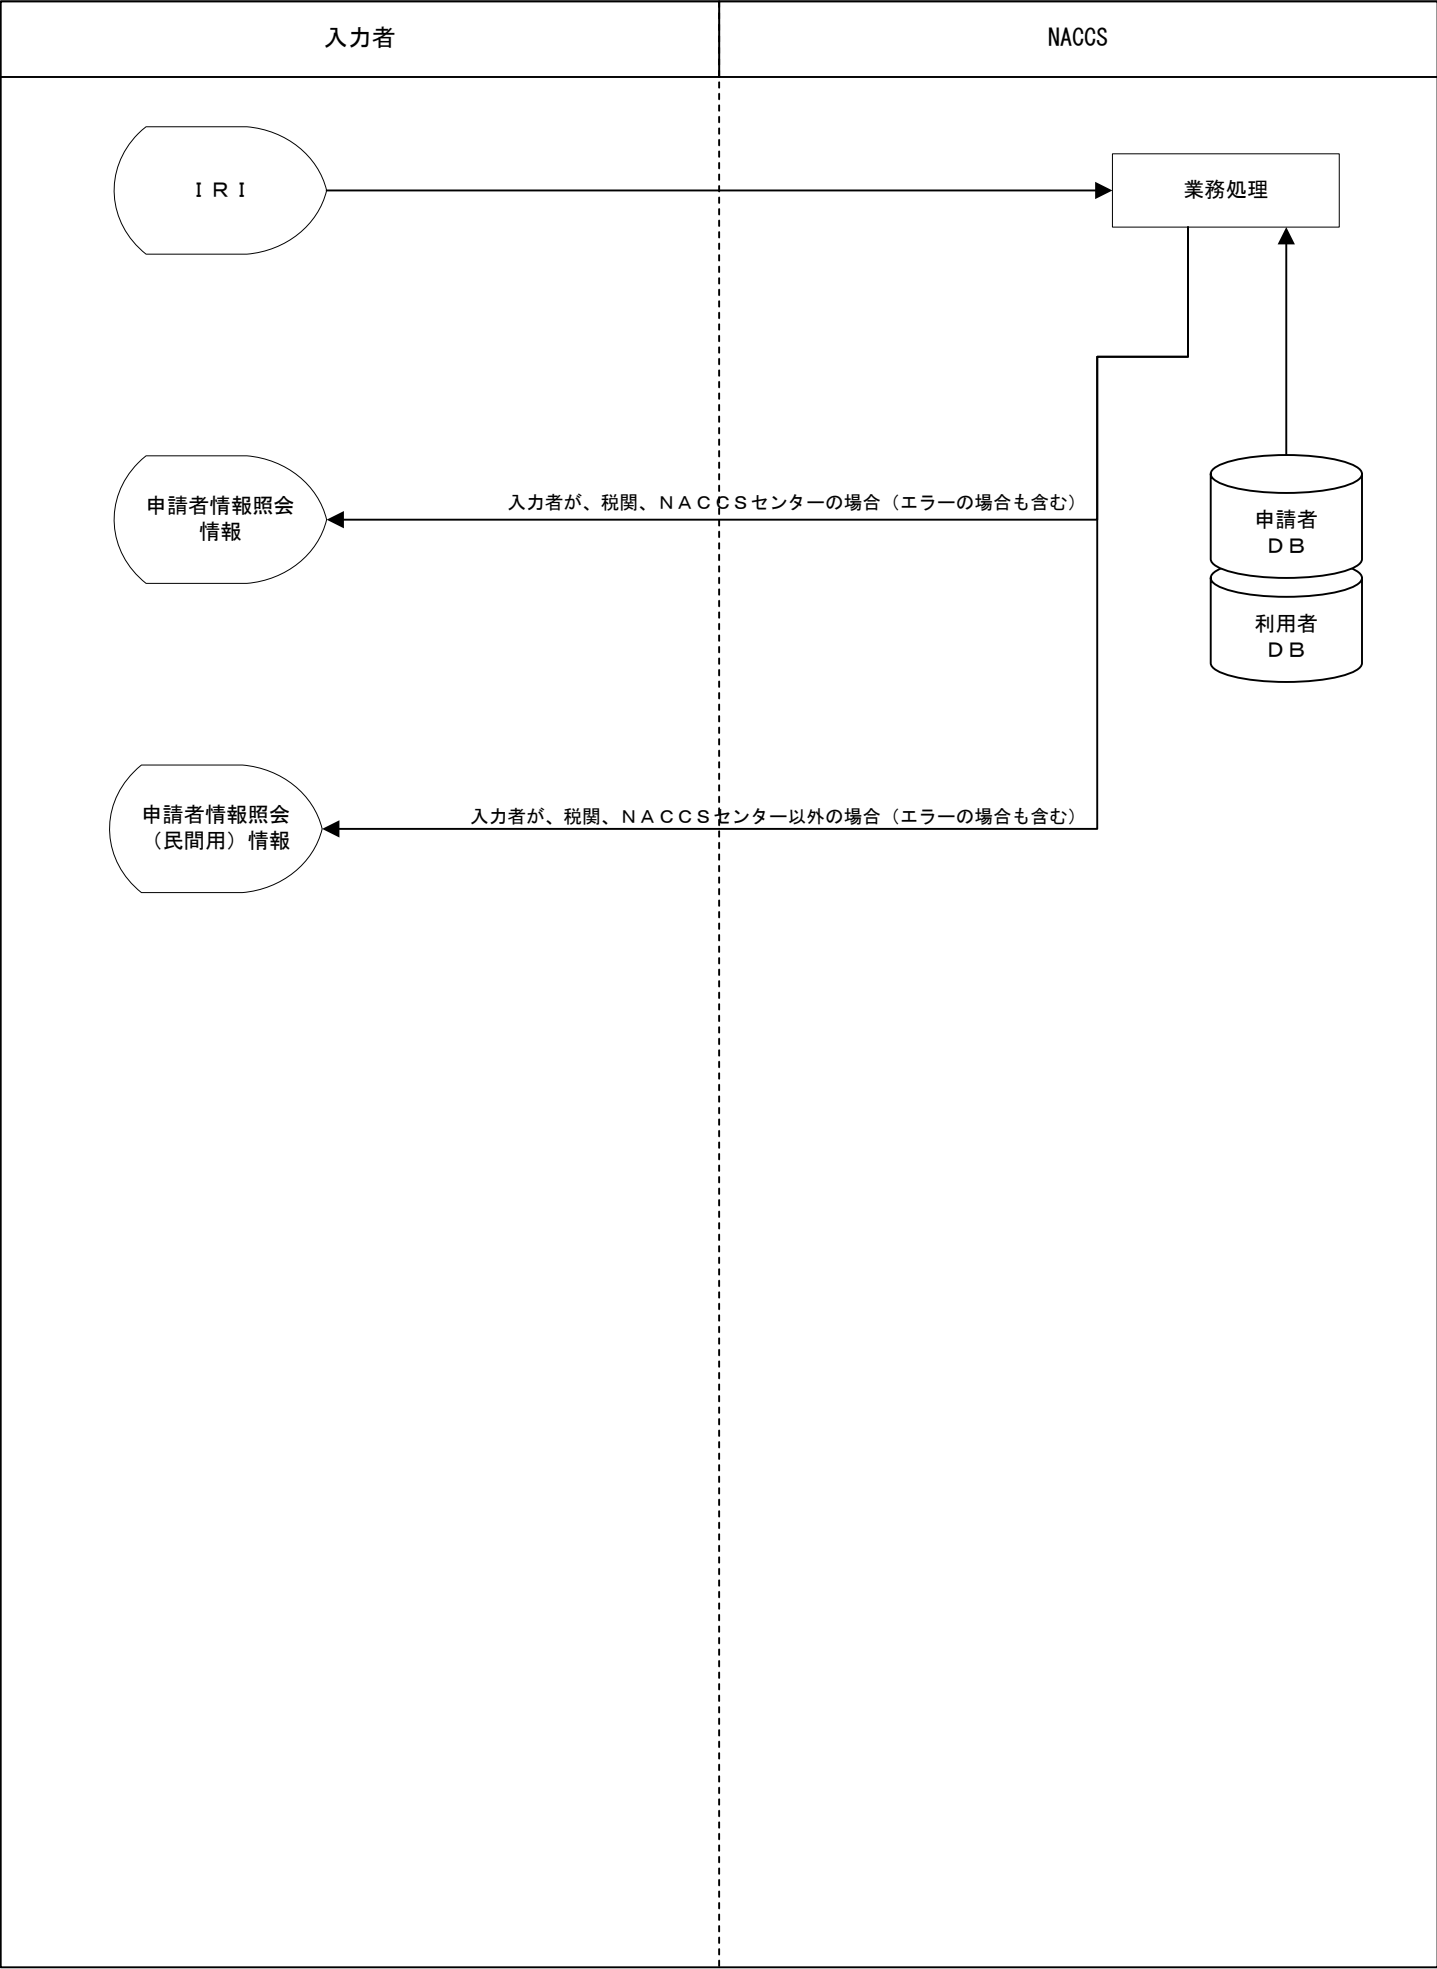 入力者
NACCS
ＩＲＩ
業務処理
入力者が、税関、ＮＡＣＣＳセンターの場合（エラーの場合も含む）
申請者情報照会
情報
申請者
ＤＢ
利用者
ＤＢ
入力者が、税関、ＮＡＣＣＳセンター以外の場合（エラーの場合も含む）
申請者情報照会
（民間用）情報